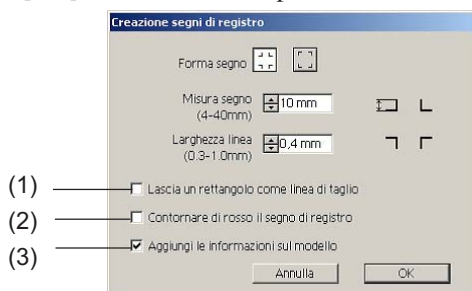 Creazione segni di registro
Forma segno
Misura segno 10 mm
(4-40mm)
Larghezza linea 0,4 mm
(0.3-1.0mm)
(1) Lascia un rettangolo come linea di taglio
(2) Contornare di rosso il segno di registro
(3) Aggiungi le informazioni sul modello
Annulla OK